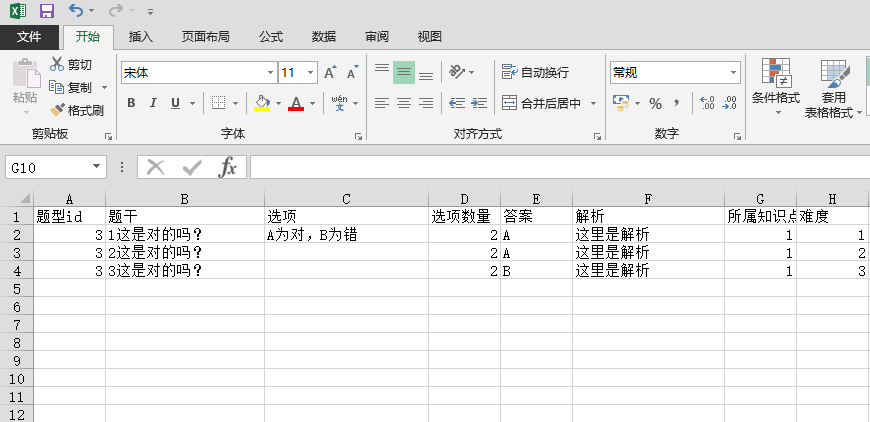 文件 开始 插入 页面布局 公式 数据 审阅 视图
粘贴
剪切
复制
格式刷
剪贴板
宋体 11 A A
B I U A wén
字体
自动换行
合并后居中
对齐方式
常规
% , .0 .00 .00 .0
数字
条件格式
套用
表格格式
G10 fx
A B C D E F G H
1 题型id 题干 选项 选项数量 答案 解析 所属知识点 难度
2 3 1这是对的吗? A为对，B为错 2 A 这里是解析 1 1
3 3 2这是对的吗? 2 A 这里是解析 1 2
4 3 3这是对的吗? 2 B 这里是解析 1 3
5
6
7
8
9
10
11
12